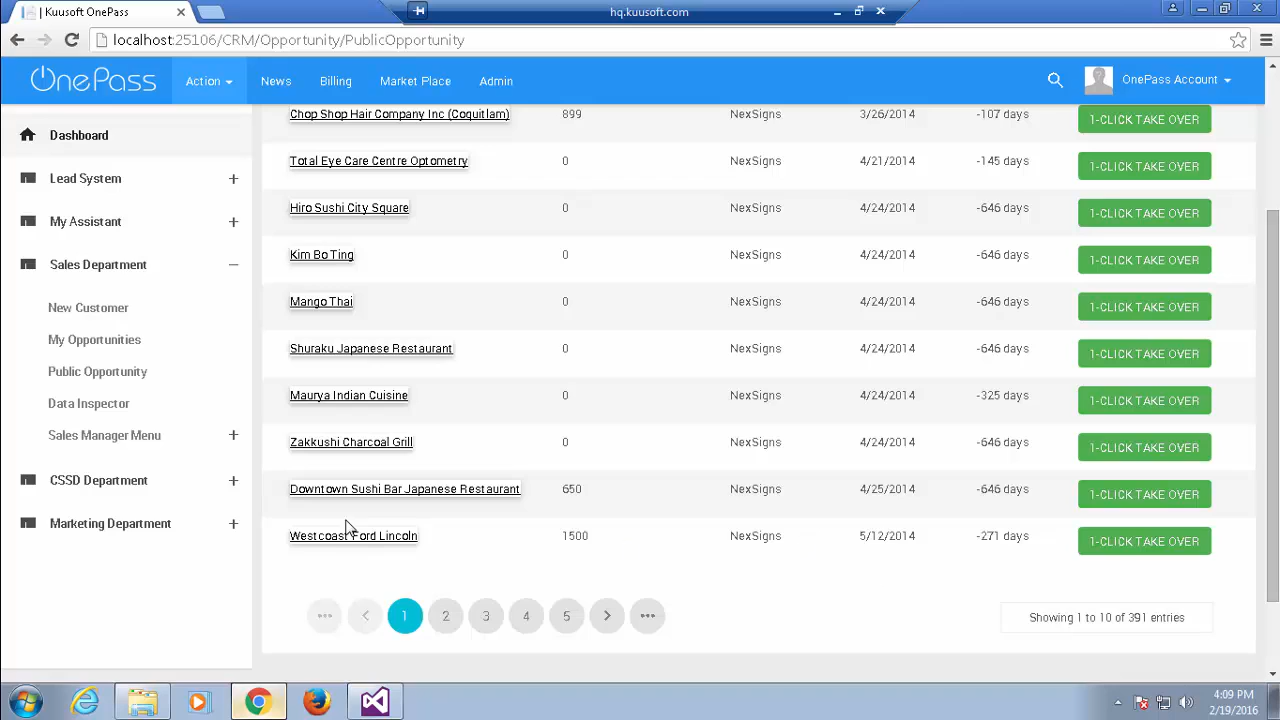 | Kuusoft OnePass
hq.kuusoft.com
localhost:25106/CRM/Opportunity/PublicOpportunity
OnePass Action News Billing Market Place Admin OnePass Account
Dashboard
Lead System +
My Assistant +
Sales Department –
New Customer
My Opportunities
Public Opportunity
Data Inspector
Sales Manager Menu +
CSSD Department +
Marketing Department +
Chop Shop Hair Company Inc (Coquitlam) 899 NexSigns 3/26/2014 -107 days 1-CLICK TAKE OVER
Total Eye Care Centre Optometry 0 NexSigns 4/21/2014 -145 days 1-CLICK TAKE OVER
Hiro Sushi City Square 0 NexSigns 4/24/2014 -646 days 1-CLICK TAKE OVER
Kim Bo Ting 0 NexSigns 4/24/2014 -646 days 1-CLICK TAKE OVER
Mango Thai 0 NexSigns 4/24/2014 -646 days 1-CLICK TAKE OVER
Shuraku Japanese Restaurant 0 NexSigns 4/24/2014 -646 days 1-CLICK TAKE OVER
Maurya Indian Cuisine 0 NexSigns 4/24/2014 -325 days 1-CLICK TAKE OVER
Zakkushi Charcoal Grill 0 NexSigns 4/24/2014 -646 days 1-CLICK TAKE OVER
Downtown Sushi Bar Japanese Restaurant 650 NexSigns 4/25/2014 -646 days 1-CLICK TAKE OVER
Westcoast Ford Lincoln 1500 NexSigns 5/12/2014 -271 days 1-CLICK TAKE OVER
... < 1 2 3 4 5 > ... Showing 1 to 10 of 391 entries
4:09 PM
2/19/2016